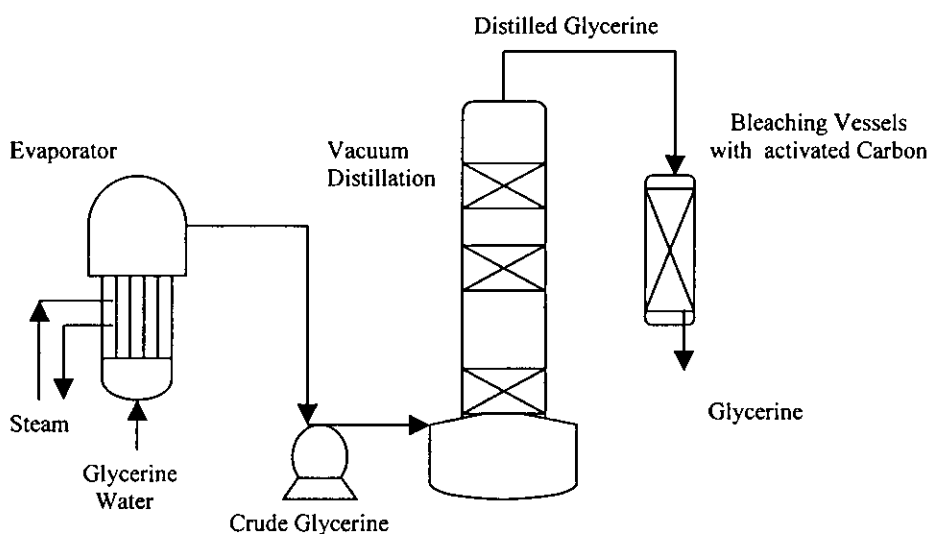 Distilled Glycerine
Bleaching Vessels
with activated Carbon
Evaporator
Vacuum
Distillation
Steam
Glycerine
Water
Crude Glycerine
Glycerine